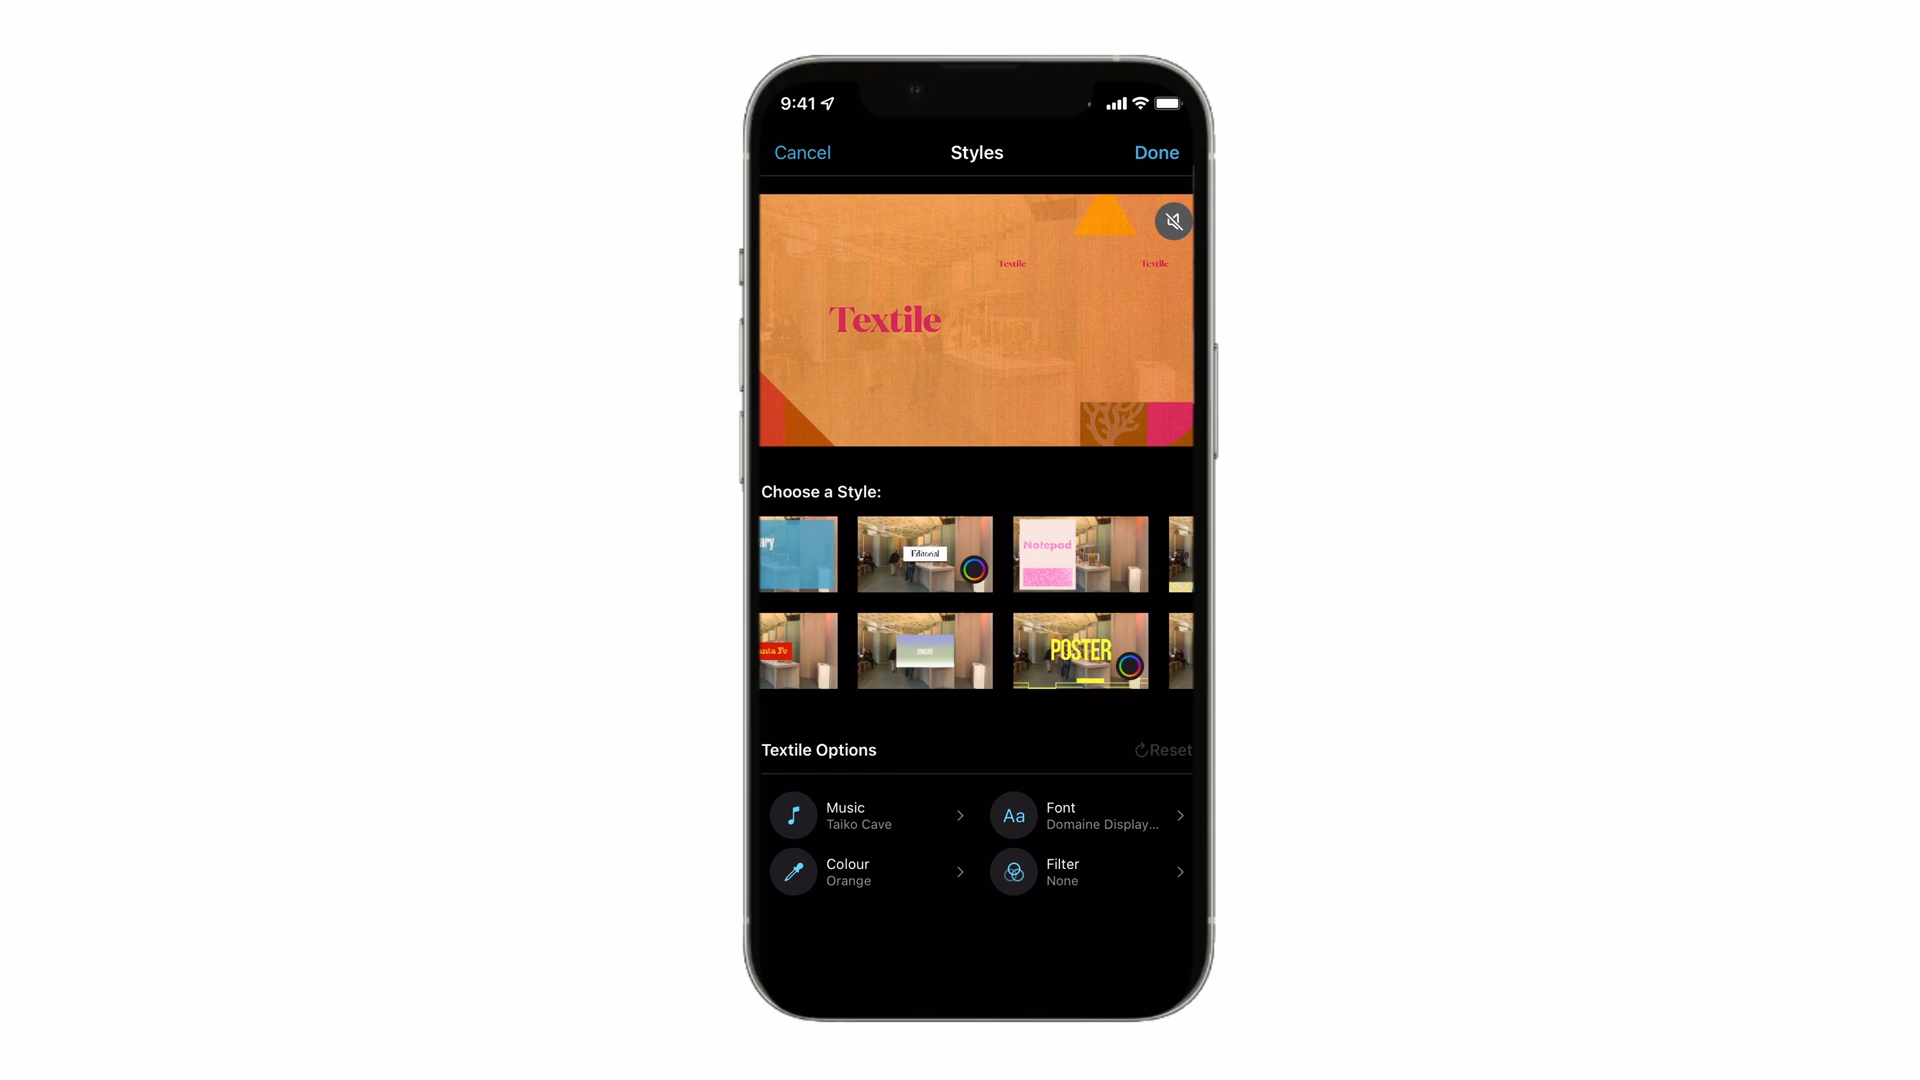 9:41
Cancel Styles Done
Textile Textile
Textile
Choose a Style:
Editorial
Notepad
POSTER
Textile Options Reset
Music Font
Taiko Cave Aa Domaine Display...
Colour Filter
Orange None